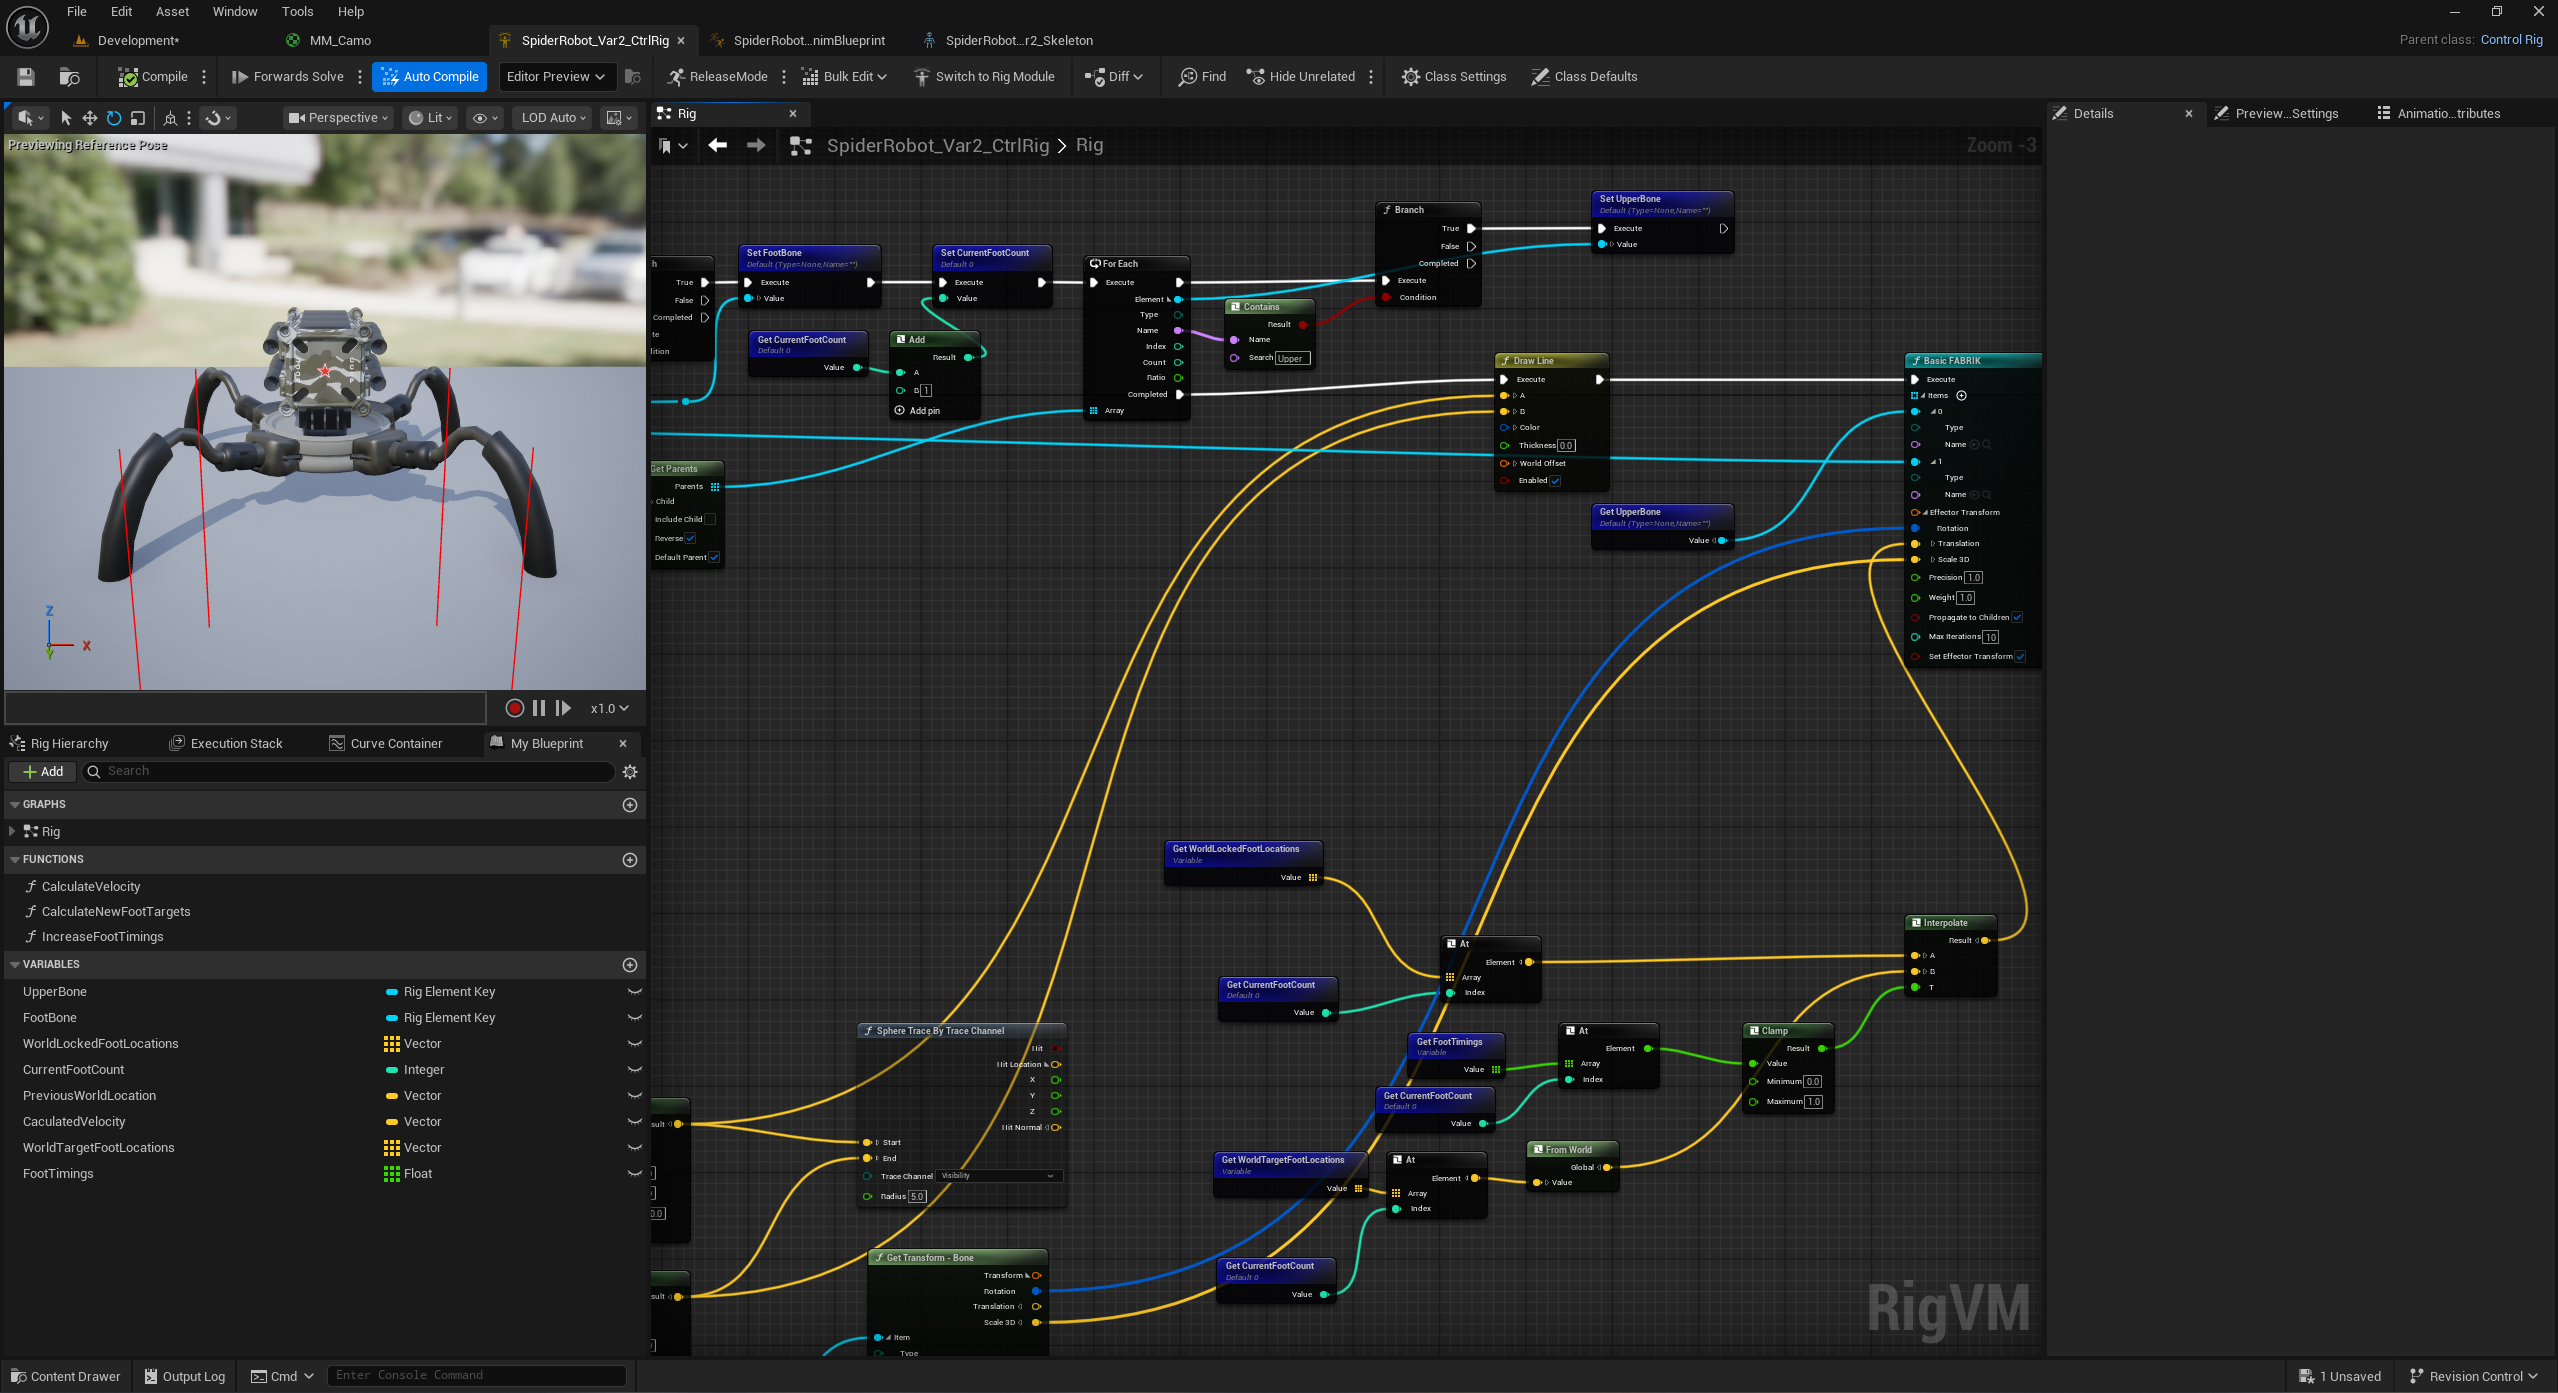 File Edit Asset Window Tools Help
Development*
MM_Camo
SpiderRobot_Var2_CtrlRig
SpiderRobot...nimBlueprint
SpiderRobot...r2_Skeleton
Parent class: Control Rig
Compile
Forwards Solve
Auto Compile
Editor Preview
ReleaseMode
Bulk Edit
Switch to Rig Module
Diff
Find
Hide Unrelated
Class Settings
Class Defaults
Perspective
Lit
LOD Auto
Previewing Reference Pose
Z
X
Y
x1.0
Rig
SpiderRobot_Var2_CtrlRig > Rig
Zoom -3
Details
Preview...Settings
Animatio...tributes
Rig Hierarchy
Execution Stack
Curve Container
My Blueprint
Add
Search
GRAPHS
Rig
FUNCTIONS
CalculateVelocity
CalculateNewFootTargets
IncreaseFootTimings
VARIABLES
UpperBone Rig Element Key
FootBone Rig Element Key
WorldLockedFootLocations Vector
CurrentFootCount Integer
PreviousWorldLocation Vector
CaculatedVelocity Vector
WorldTargetFootLocations Vector
FootTimings Float
True
False
Completed
Set FootBone
Default (Type=None,Name="")
Execute
Value
Set CurrentFootCount
Default 0
Execute
Value
Get CurrentFootCount
Default 0
Value
Add
Result
A
B 1
Add pin
Get Parents
Parents
Child
Include Child
Reverse
Default Parent
For Each
Execute
Element
Type
Name
Index
Count
Ratio
Completed
Array
Contains
Result
Name
Search Upper
Branch
True
False
Completed
Execute
Condition
Set UpperBone
Default (Type=None,Name="")
Execute
Value
Draw Line
Execute
A
B
Color
Thickness 0.0
World Offset
Enabled
Get UpperBone
Default (Type=None,Name="")
Value
Basic FABRIK
Execute
Items
0
Type
Name
1
Type
Name
Effector Transform
Rotation
Translation
Scale 3D
Precision 1.0
Weight 1.0
Propagate to Children
Max Iterations 10
Set Effector Transform
Get WorldLockedFootLocations
Variable
Value
Get CurrentFootCount
Default 0
Value
At
Element
Array
Index
Interpolate
Result
A
B
T
Get FootTimings
Variable
Value
Get CurrentFootCount
Default 0
Value
At
Element
Array
Index
Clamp
Result
Value
Minimum 0.0
Maximum 1.0
Get WorldTargetFootLocations
Variable
Value
At
Element
Array
Index
From World
Global
Value
Get CurrentFootCount
Default 0
Value
Sphere Trace By Trace Channel
Hit
Hit Location
X
Y
Z
Hit Normal
Start
End
Trace Channel Visibility
Radius 5.0
Get Transform - Bone
Transform
Rotation
Translation
Scale 3D
Item
Type
RigVM
Content Drawer
Output Log
Cmd
Enter Console Command
1 Unsaved
Revision Control